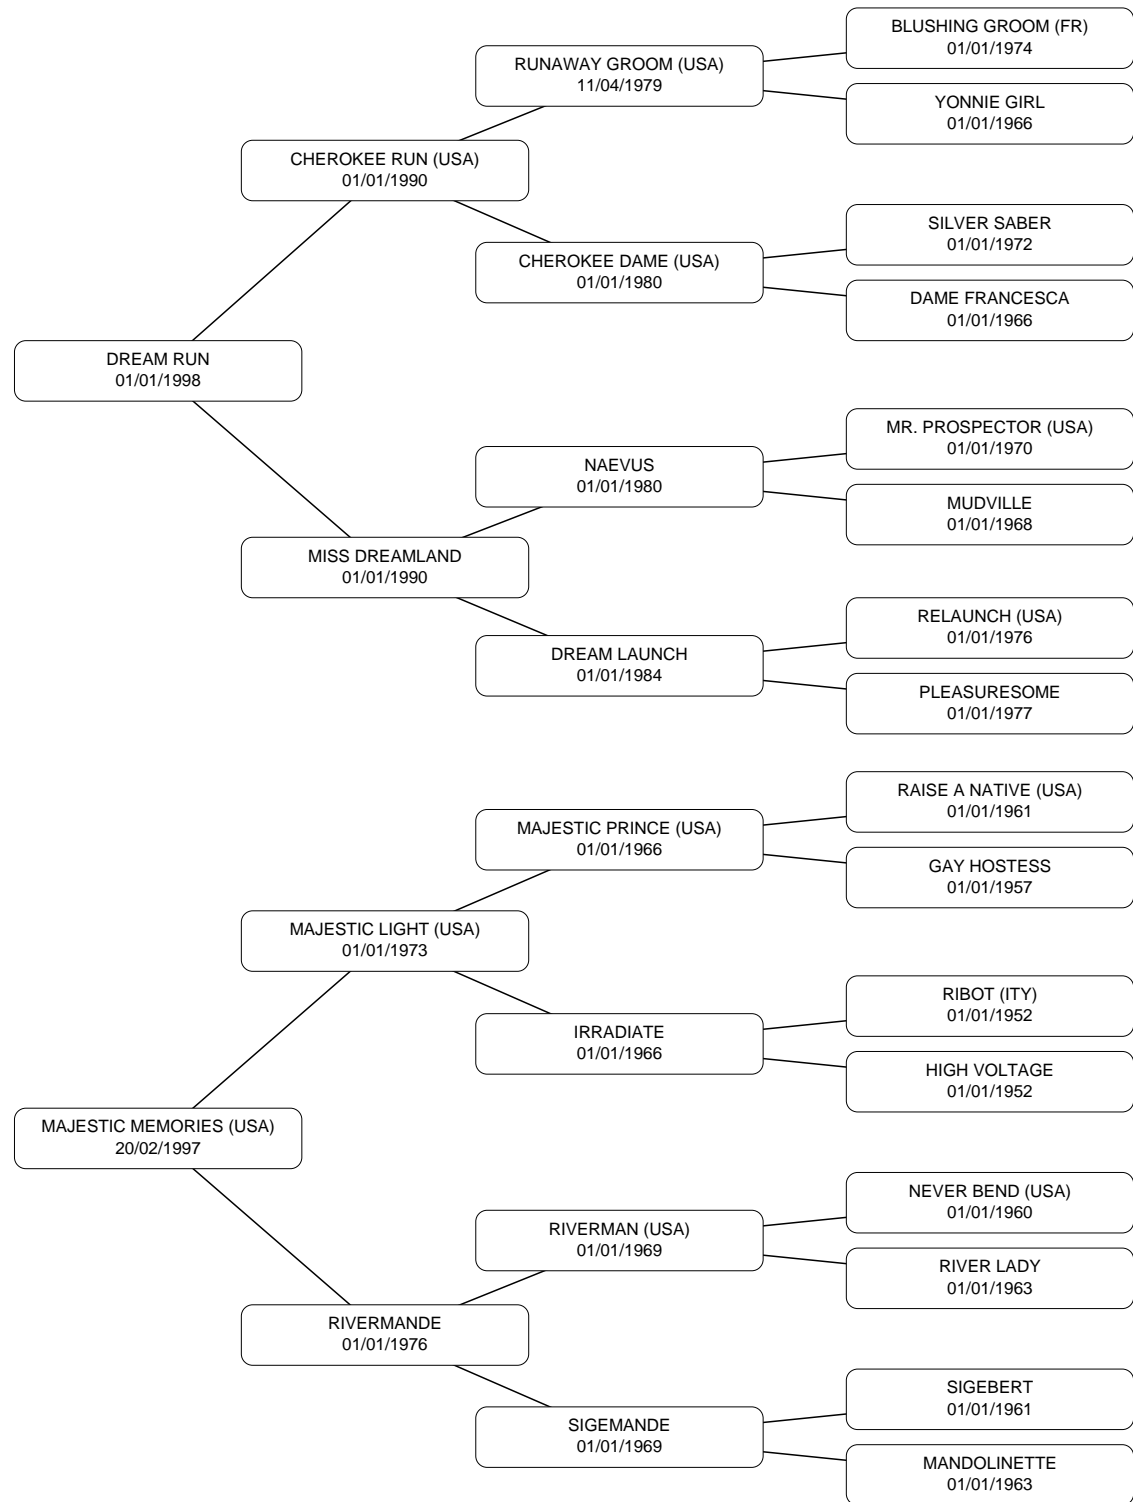 BLUSHING GROOM (FR)
01/01/1974
RUNAWAY GROOM (USA)
11/04/1979
YONNIE GIRL
01/01/1966
CHEROKEE RUN (USA)
01/01/1990
SILVER SABER
01/01/1972
CHEROKEE DAME (USA)
01/01/1980
DAME FRANCESCA
01/01/1966
DREAM RUN
01/01/1998
MR. PROSPECTOR (USA)
01/01/1970
NAEVUS
01/01/1980
MUDVILLE
01/01/1968
MISS DREAMLAND
01/01/1990
RELAUNCH (USA)
01/01/1976
DREAM LAUNCH
01/01/1984
PLEASURESOME
01/01/1977
RAISE A NATIVE (USA)
01/01/1961
MAJESTIC PRINCE (USA)
01/01/1966
GAY HOSTESS
01/01/1957
MAJESTIC LIGHT (USA)
01/01/1973
RIBOT (ITY)
01/01/1952
IRRADIATE
01/01/1966
HIGH VOLTAGE
01/01/1952
MAJESTIC MEMORIES (USA)
20/02/1997
NEVER BEND (USA)
01/01/1960
RIVERMAN (USA)
01/01/1969
RIVER LADY
01/01/1963
RIVERMANDE
01/01/1976
SIGEBERT
01/01/1961
SIGEMANDE
01/01/1969
MANDOLINETTE
01/01/1963